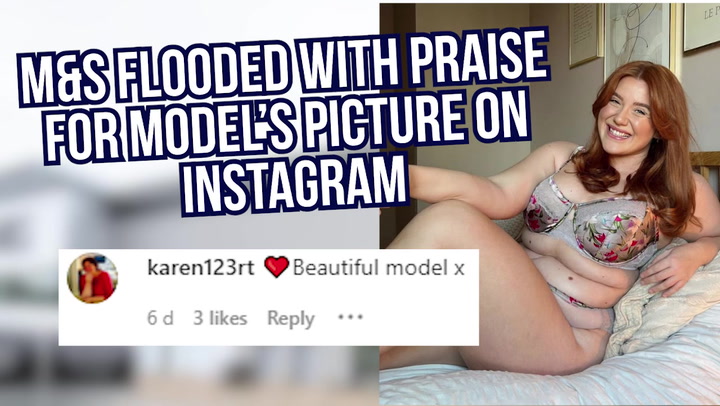 M&S FLOODED WITH PRAISE
FOR MODEL'S PICTURE ON
INSTAGRAM
karen123rt ❤️Beautiful model x
6 d 3 likes Reply •••